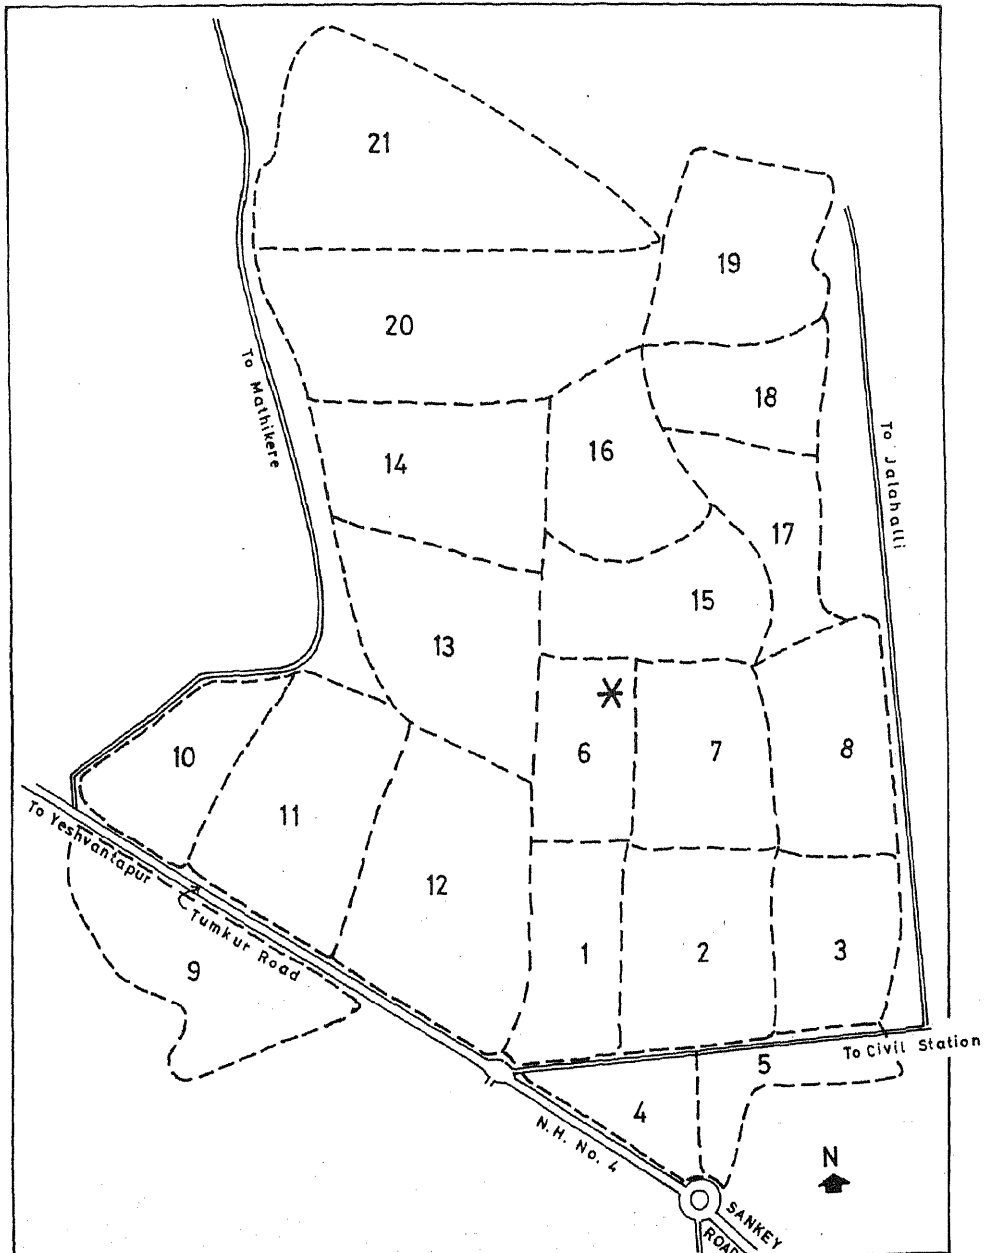 21
19
20
To Mathikere
18
14
16
To Jalahalli
17
15
13
6
7
8
10
11
12
To Yeshvantapur
Tumkur Road
9
1
2
3
To Civil Station
5
4
N.H. No. 4
N
SANKEY
ROAD